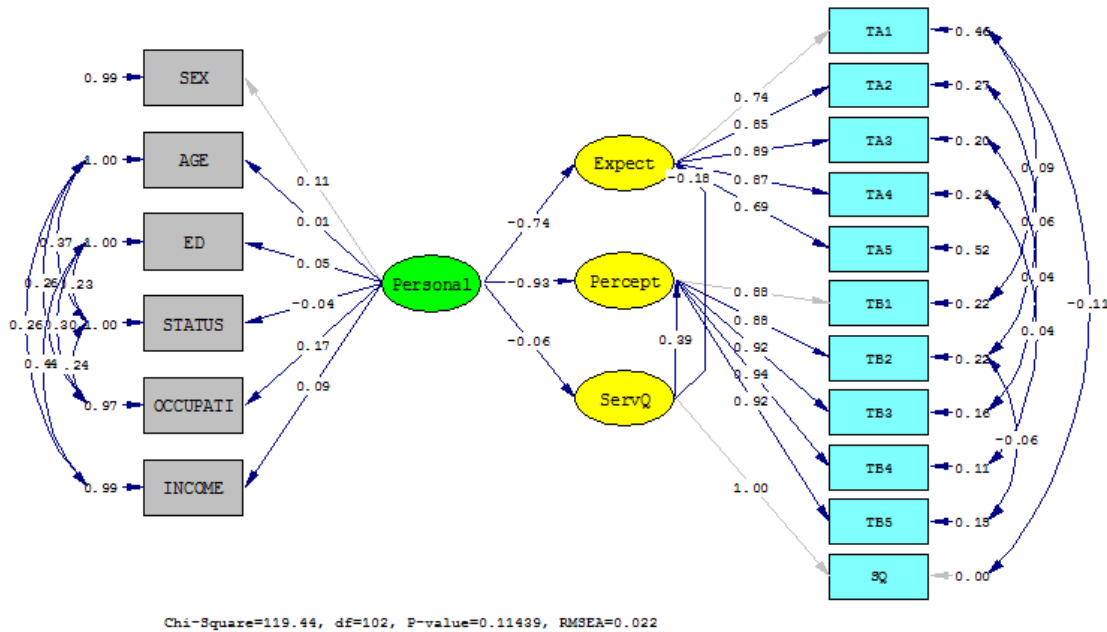 0.99
SEX
1.00
AGE
1.00
ED
1.00
STATUS
0.97
OCCUPATI
0.99
INCOME
0.37
0.26
0.23
0.26
0.30
0.44
.24
0.11
0.01
0.05
-0.04
0.17
0.09
Personal
-0.74
-0.93
-0.06
Expect
Percept
ServQ
-0.18
0.39
0.74
0.85
0.89
0.87
0.69
0.88
0.88
0.92
0.94
0.92
1.00
TA1
0.46
TA2
0.27
TA3
0.20
TA4
0.24
TA5
0.52
TB1
0.22
TB2
0.22
TB3
0.16
TB4
0.11
TB5
0.15
SQ
0.00
0.09
0.06
0.04
0.04
-0.11
-0.06
Chi-Square=119.44, df=102, P-value=0.11439, RMSEA=0.022